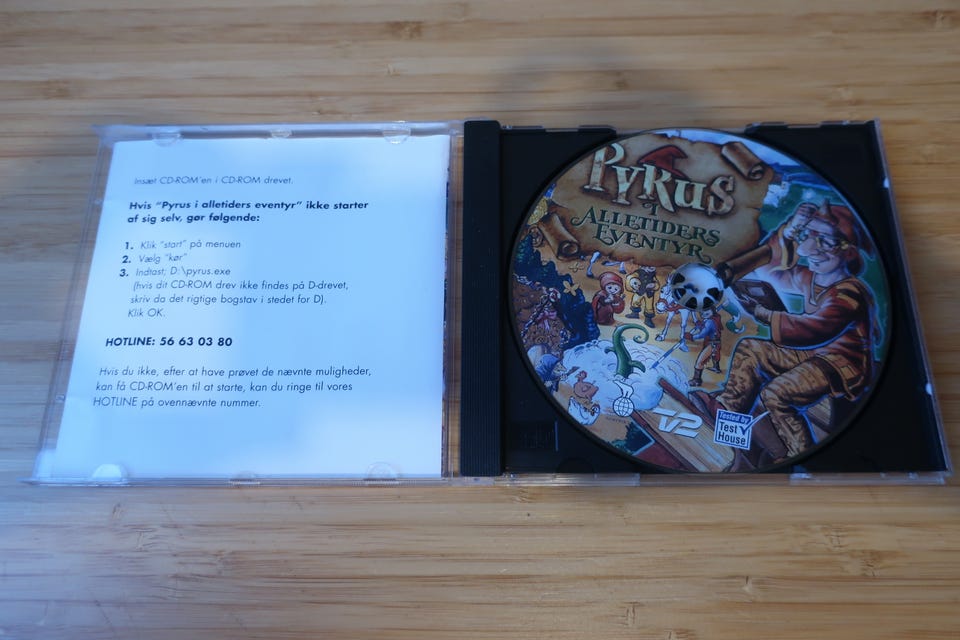 Insæt CD-ROM'en i CD-ROM drevet.
Hvis "Pyrus i alletiders eventyr" ikke starter
af sig selv, gør følgende:
1. Klik "start" på menuen
2. Vælg "kør"
3. Indtast; D:\pyrus.exe
(hvis dit CD-ROM drev ikke findes på D-drevet,
skriv da det rigtige bogstav i stedet for D).
Klik OK.
HOTLINE: 56 63 03 80
Hvis du ikke, efter at have prøvet de nævnte muligheder,
kan få CD-ROM'en til at starte, kan du ringe til vores
HOTLINE på ovennævnte nummer.
PYRUS
I
ALLETIDERS
EVENTYR
TV2
Tested by
Test
House